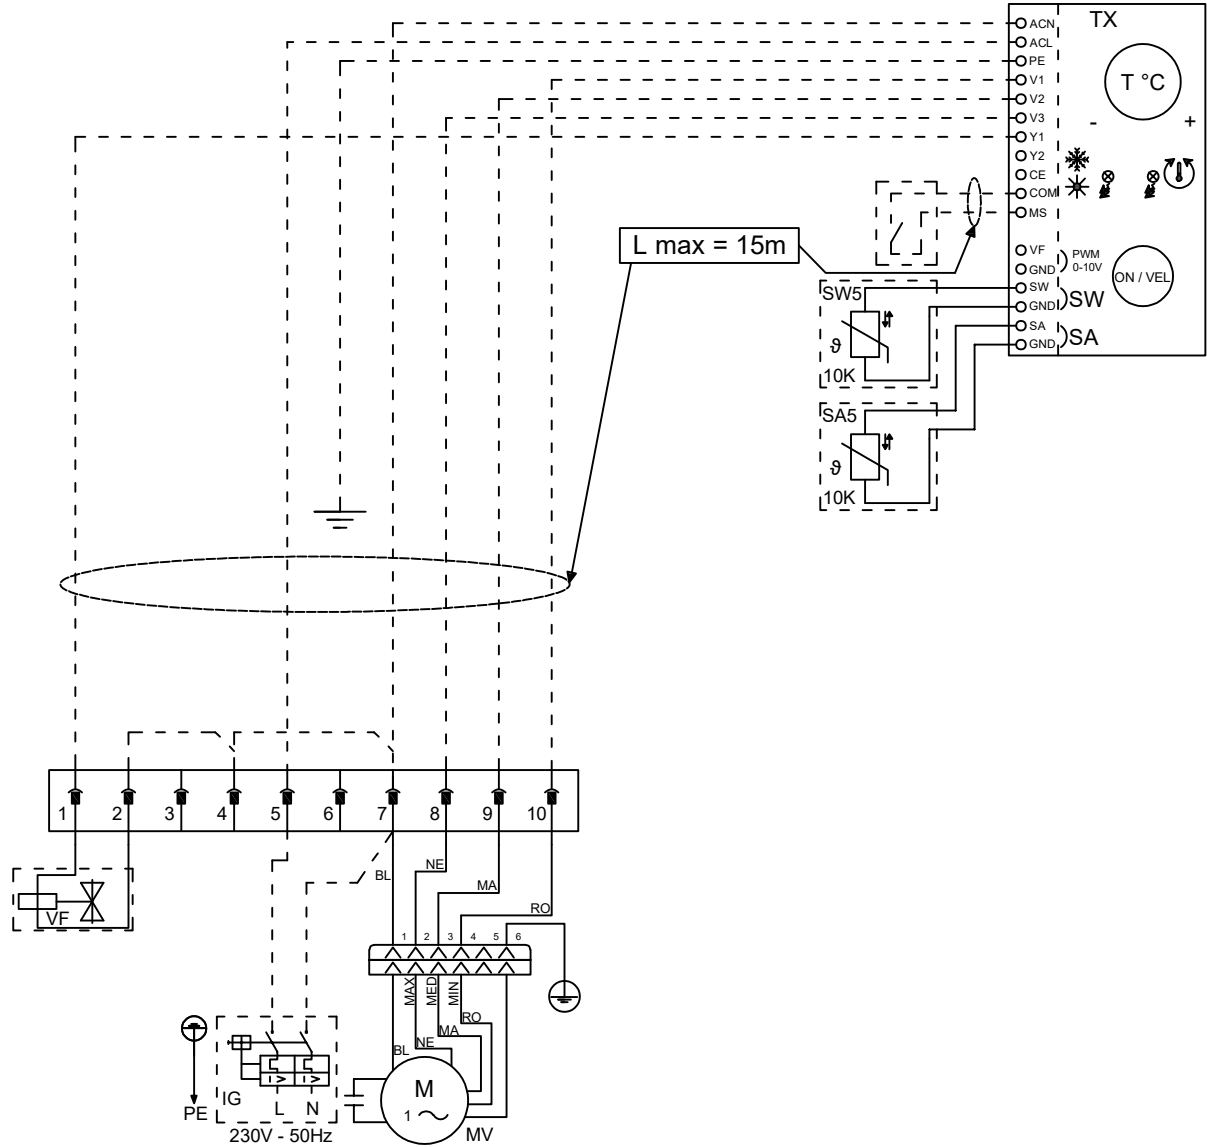 TX
ACN
ACL
PE
V1
V2
V3
Y1
Y2
CE
COM
MS
VF
GND
SW
GND
SA
GND
T °C
- +
PWM
0-10V
ON / VEL
SW
SA
L max = 15m
SW5
ϑ
10K
SA5
ϑ
10K
1 2 3 4 5 6 7 8 9 10
VF
BL NE MA RO
1 2 3 4 5 6
MAX MED MIN
BL NE MA RO
M
1
MV
PE
IG
L N
230V - 50Hz